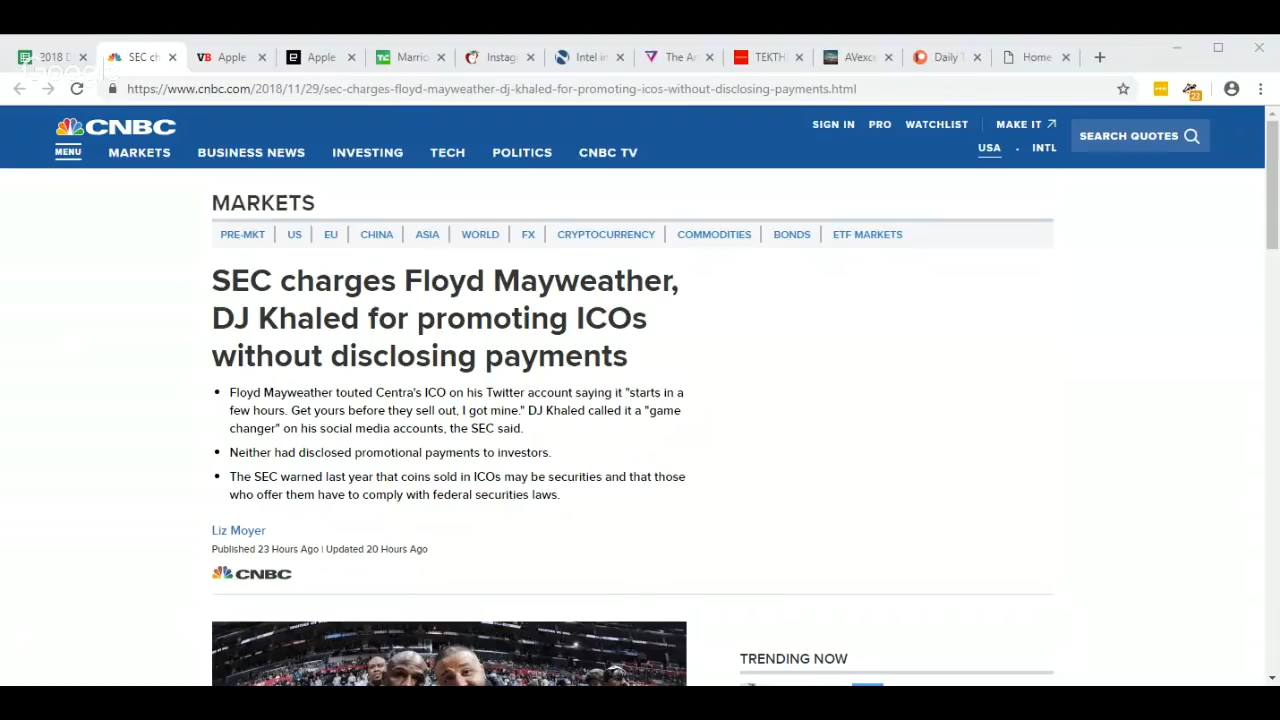 2018 D
SEC ch
Apple
Apple
Marrio
Instag
Intel in
The Ar
TEKTH
AVexce
Daily T
Home
https://www.cnbc.com/2018/11/29/sec-charges-floyd-mayweather-dj-khaled-for-promoting-icos-without-disclosing-payments.html
23
CNBC
SIGN IN PRO WATCHLIST MAKE IT
SEARCH QUOTES
USA INTL
MENU MARKETS BUSINESS NEWS INVESTING TECH POLITICS CNBC TV
MARKETS
PRE-MKT US EU CHINA ASIA WORLD FX CRYPTOCURRENCY COMMODITIES BONDS ETF MARKETS
SEC charges Floyd Mayweather,
DJ Khaled for promoting ICOs
without disclosing payments
Floyd Mayweather touted Centra's ICO on his Twitter account saying it "starts in a
few hours. Get yours before they sell out, I got mine." DJ Khaled called it a "game
changer" on his social media accounts, the SEC said.
Neither had disclosed promotional payments to investors.
The SEC warned last year that coins sold in ICOs may be securities and that those
who offer them have to comply with federal securities laws.
Liz Moyer
Published 23 Hours Ago | Updated 20 Hours Ago
CNBC
TRENDING NOW